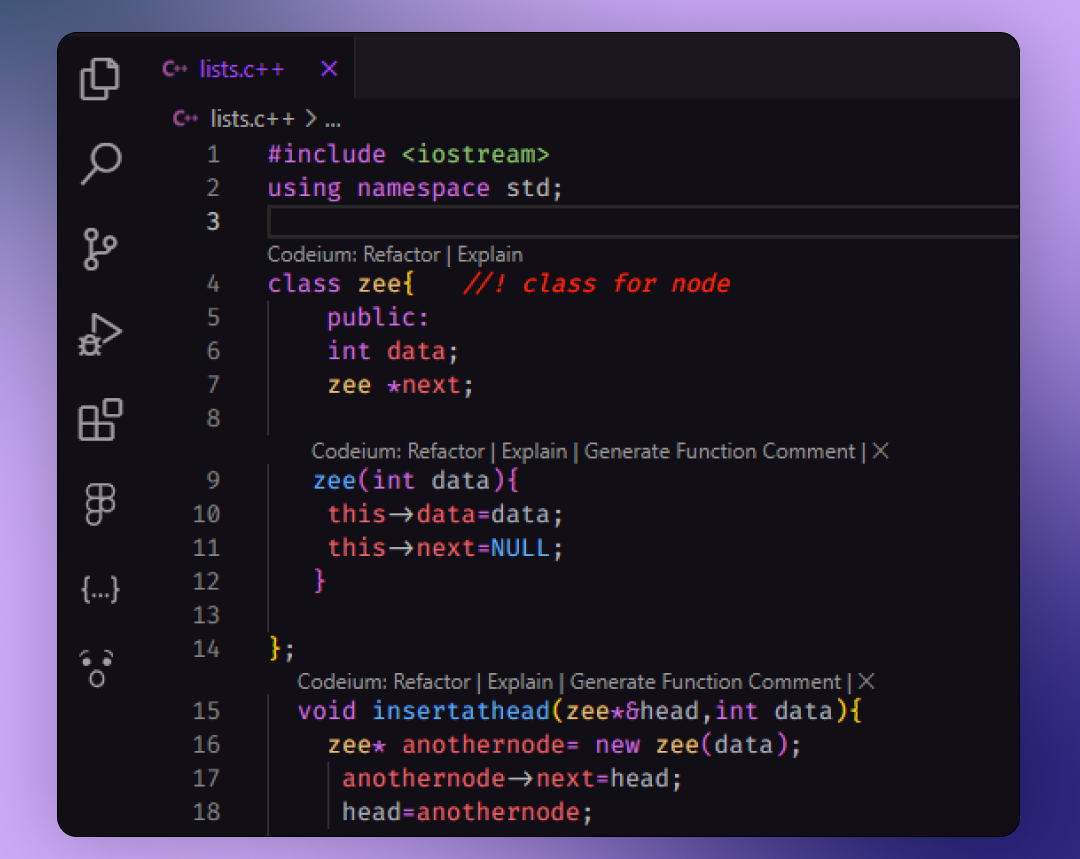 C++ lists.c++ ×
C++ lists.c++ > ...
1 #include <iostream>
2 using namespace std;
3
Codeium: Refactor | Explain
4 class zee{ //! class for node
5 public:
6 int data;
7 zee *next;
8
Codeium: Refactor | Explain | Generate Function Comment | ×
9 zee(int data){
10 this->data=data;
11 this->next=NULL;
12 }
13
14 };
Codeium: Refactor | Explain | Generate Function Comment | ×
15 void insertathead(zee*&head,int data){
16 zee* anothernode= new zee(data);
17 anothernode->next=head;
18 head=anothernode;
{...}